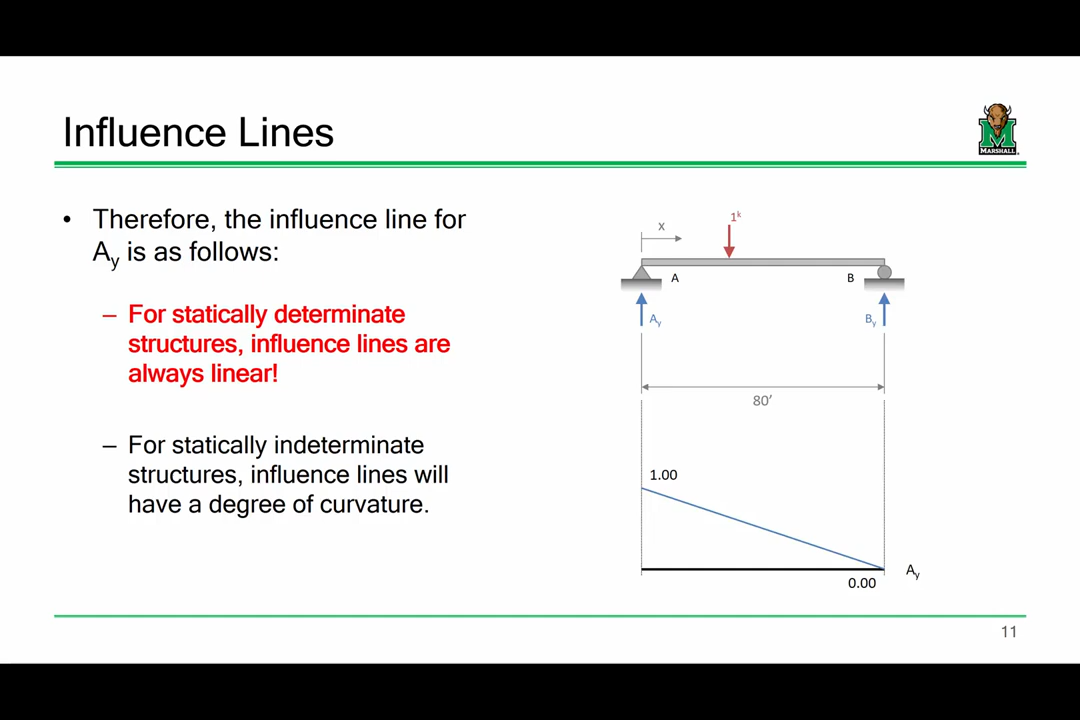 Influence Lines
MARSHALL
• Therefore, the influence line for
Ay is as follows:
– For statically determinate
structures, influence lines are
always linear!
– For statically indeterminate
structures, influence lines will
have a degree of curvature.
1k
x
A
B
Ay
By
80’
1.00
Ay
0.00
11